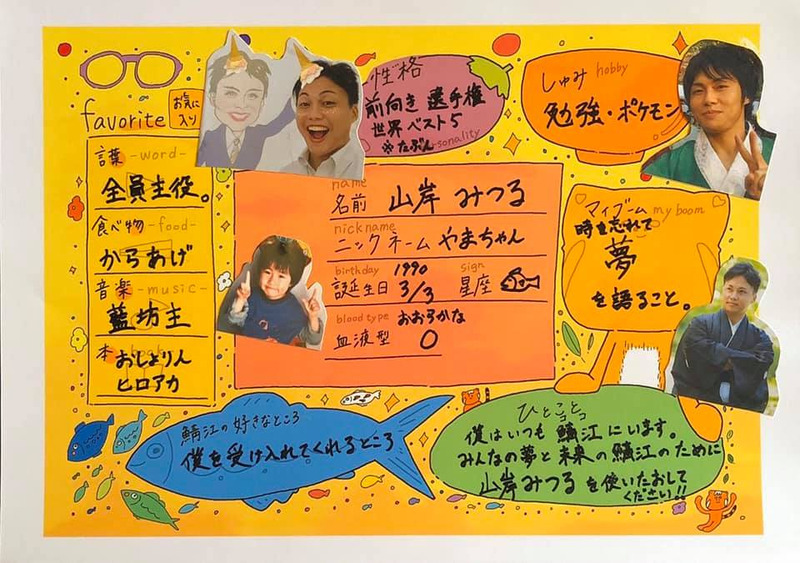 favorite
お気に入り
言葉 -word-
全員主役。
食べ物 -food-
からあげ
音楽 -music-
藍坊主
本
おしょりん
ヒロアカ
性格
前向き 選手権
世界ベスト5
※たぶん
sonality
しゅみ hobby
勉強・ポケモン
name
名前 山岸 みつる
nickname
ニックネーム やまちゃん
birthday 1990
誕生日 3/3
sign
星座
blood type おおらかな
血液型 O
マイブーム my boom
時を忘れて
夢
を語ること。
鯖江の好きなところ
僕を受け入れてくれるところ
ひとことっ
僕はいつも鯖江にいます。
みんなの夢と未来の鯖江のために
山岸みつるを使いたおして
ください!!